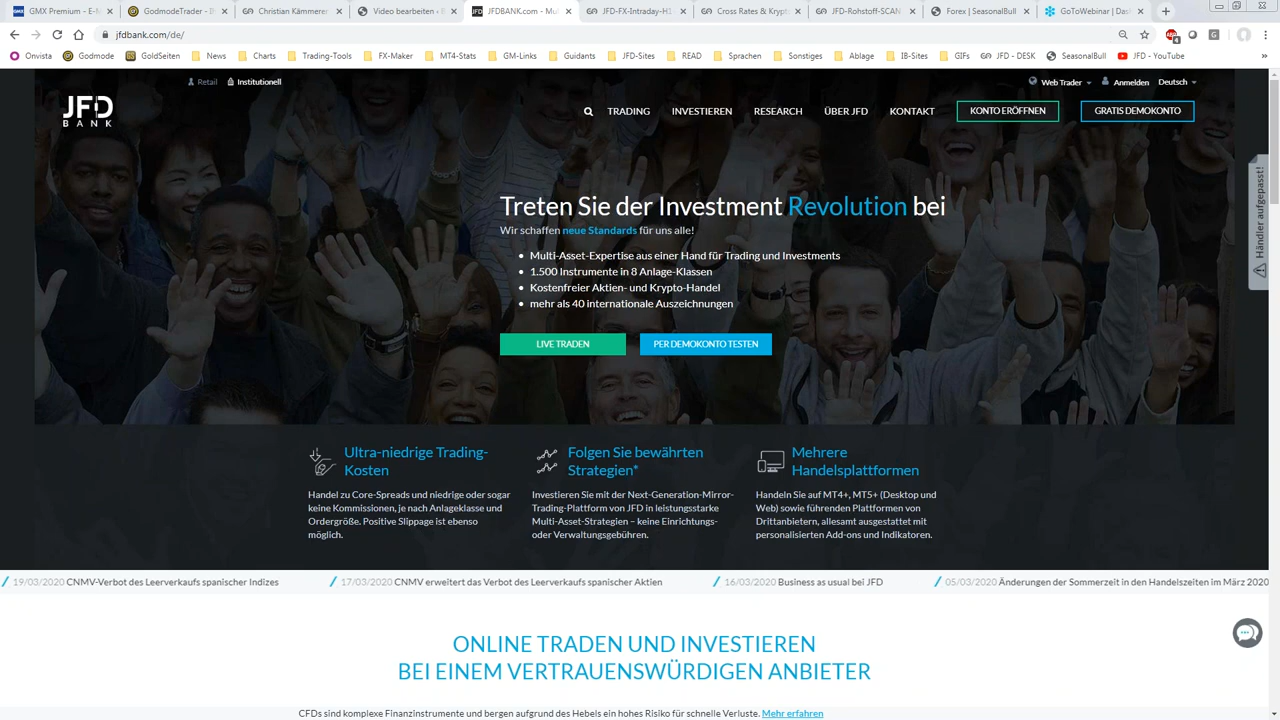 GMX Premium – E-M
GodmodeTrader - B
Christian Kämmerer
Video bearbeiten ‹ B
JFDBANK.com - Mul
JFD-FX-Intraday-H1
Cross Rates & Krypto
JFD-Rohstoff-SCAN
Forex | SeasonalBull
GoToWebinar | Das
jfdbank.com/de/
Onvista
Godmode
GoldSeiten
News
Charts
Trading-Tools
FX-Maker
MT4-Stats
GM-Links
Guidants
JFD-Sites
READ
Sprachen
Sonstiges
Ablage
IB-Sites
GIFs
JFD - DESK
SeasonalBull
JFD - YouTube
Retail
Institutionell
Web Trader
Anmelden
Deutsch
JFD
BANK
TRADING
INVESTIEREN
RESEARCH
ÜBER JFD
KONTAKT
KONTO ERÖFFNEN
GRATIS DEMOKONTO
Händler aufgepasst!
Treten Sie der Investment Revolution bei
Wir schaffen neue Standards für uns alle!
• Multi-Asset-Expertise aus einer Hand für Trading und Investments
• 1.500 Instrumente in 8 Anlage-Klassen
• Kostenfreier Aktien- und Krypto-Handel
• mehr als 40 internationale Auszeichnungen
LIVE TRADEN
PER DEMOKONTO TESTEN
Ultra-niedrige Trading-
Kosten
Handel zu Core-Spreads und niedrige oder sogar
keine Kommissionen, je nach Anlageklasse und
Ordergröße. Positive Slippage ist ebenso
möglich.
Folgen Sie bewährten
Strategien*
Investieren Sie mit der Next-Generation-Mirror-
Trading-Plattform von JFD in leistungsstarke
Multi-Asset-Strategien – keine Einrichtungs-
oder Verwaltungsgebühren.
Mehrere
Handelsplattformen
Handeln Sie auf MT4+, MT5+ (Desktop und
Web) sowie führenden Plattformen von
Drittanbietern, allesamt ausgestattet mit
personalisierten Add-ons und Indikatoren.
19/03/2020 CNMV-Verbot des Leerverkaufs spanischer Indizes
17/03/2020 CNMV erweitert das Verbot des Leerverkaufs spanischer Aktien
16/03/2020 Business as usual bei JFD
05/03/2020 Änderungen der Sommerzeit in den Handelszeiten im März 2020
ONLINE TRADEN UND INVESTIEREN
BEI EINEM VERTRAUENSWÜRDIGEN ANBIETER
CFDs sind komplexe Finanzinstrumente und bergen aufgrund des Hebels ein hohes Risiko für schnelle Verluste. Mehr erfahren